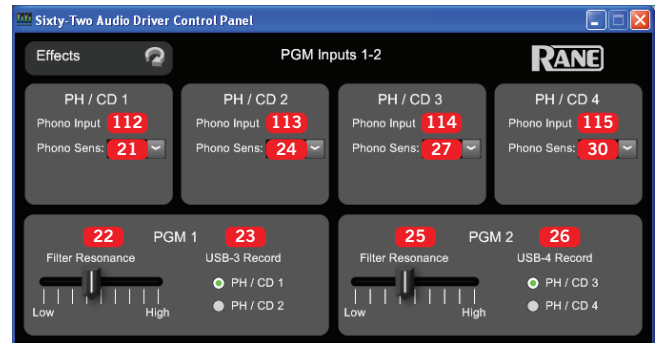 Sixty-Two Audio Driver Control Panel
Effects
PGM Inputs 1-2
RANE
PH / CD 1
Phono Input 112
Phono Sens: 21
PH / CD 2
Phono Input 113
Phono Sens: 24
PH / CD 3
Phono Input 114
Phono Sens: 27
PH / CD 4
Phono Input 115
Phono Sens: 30
22 PGM 1 23
Filter Resonance USB-3 Record
PH / CD 1
PH / CD 2
Low High
25 PGM 2 26
Filter Resonance USB-4 Record
PH / CD 3
PH / CD 4
Low High